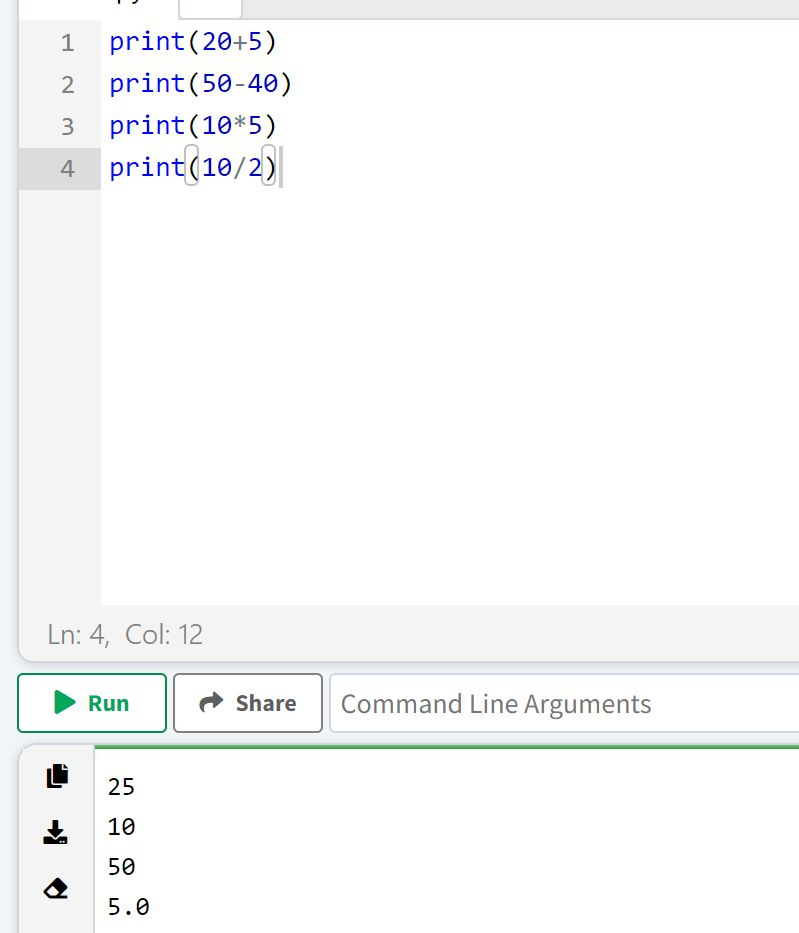 1 print(20+5)
2 print(50-40)
3 print(10*5)
4 print(10/2)
Ln: 4, Col: 12
Run Share Command Line Arguments
25
10
50
5.0